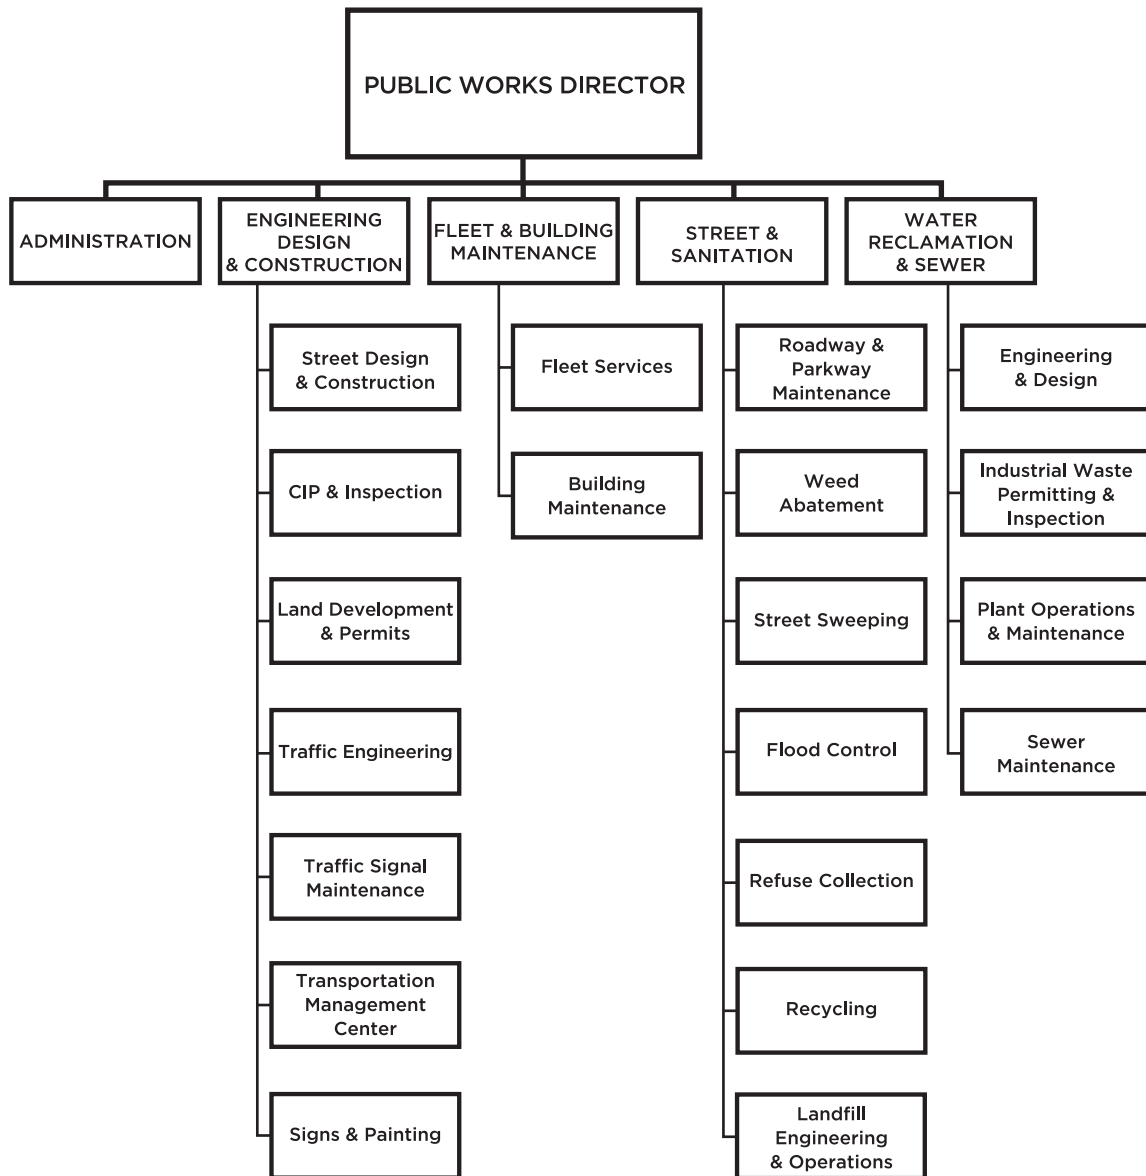 PUBLIC WORKS DIRECTOR
ADMINISTRATION
ENGINEERING
DESIGN
& CONSTRUCTION
FLEET & BUILDING
MAINTENANCE
STREET &
SANITATION
WATER
RECLAMATION
& SEWER
Street Design
& Construction
CIP & Inspection
Land Development
& Permits
Traffic Engineering
Traffic Signal
Maintenance
Transportation
Management
Center
Signs & Painting
Fleet Services
Building
Maintenance
Roadway &
Parkway
Maintenance
Weed
Abatement
Street Sweeping
Flood Control
Refuse Collection
Recycling
Landfill
Engineering
& Operations
Engineering
& Design
Industrial Waste
Permitting &
Inspection
Plant Operations
& Maintenance
Sewer
Maintenance